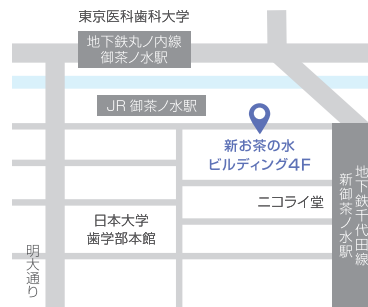 東京医科歯科大学
地下鉄丸ノ内線
御茶ノ水駅
JR 御茶ノ水駅
新お茶の水
ビルディング4F
ニコライ堂
地下鉄千代田線
新御茶ノ水駅
日本大学
歯学部本館
明大通り